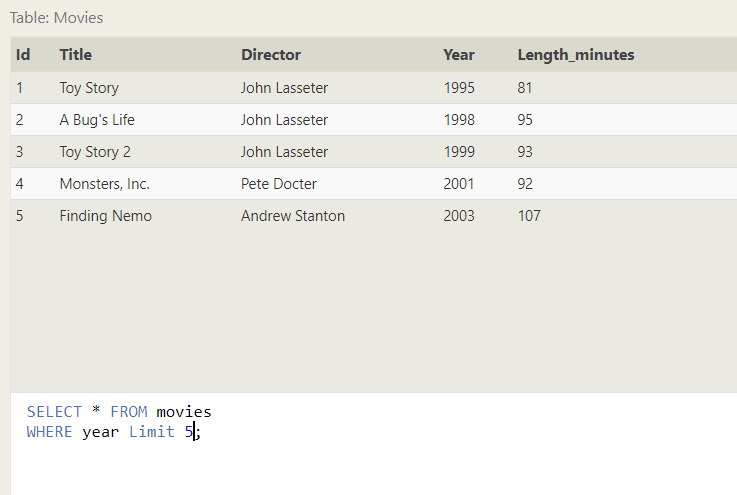 Table: Movies
Id Title Director Year Length_minutes
1 Toy Story John Lasseter 1995 81
2 A Bug's Life John Lasseter 1998 95
3 Toy Story 2 John Lasseter 1999 93
4 Monsters, Inc. Pete Docter 2001 92
5 Finding Nemo Andrew Stanton 2003 107
SELECT * FROM movies
WHERE year Limit 5;